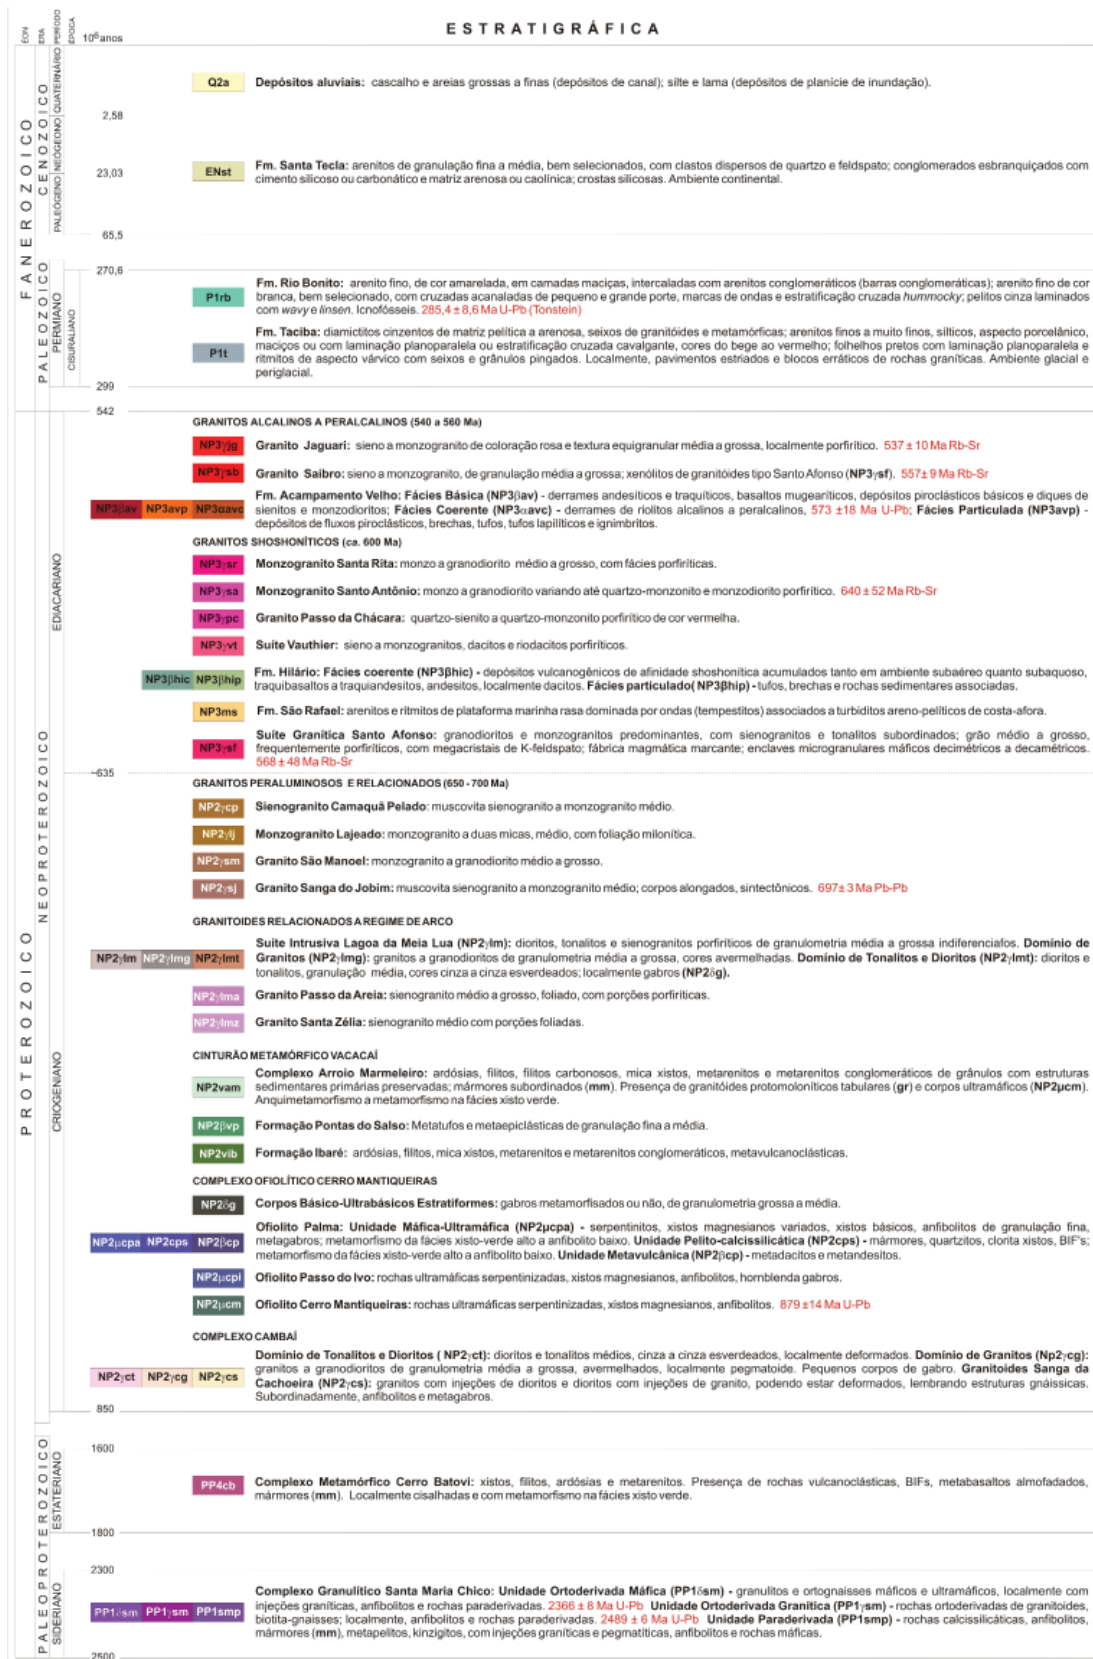 ESTRATIGRÁFICA
ÉON
ERA
PERÍODO
ÉPOCA
10⁶anos
FANEROZOICO
CENOZOICO
QUATERNÁRIO
Q2a
Depósitos aluviais: cascalho e areias grossas a finas (depósitos de canal); silte e lama (depósitos de planície de inundação).
2,58
NEÓGENO
ENst
Fm. Santa Tecla: arenitos de granulação fina a média, bem selecionados, com clastos dispersos de quartzo e feldspato; conglomerados esbranquiçados com
cimento silicoso ou carbonático e matriz arenosa ou caolínica; crostas silicosas. Ambiente continental.
23,03
PALEÓGENO
65,5
PALEOZOICO
PERMIANO
CISURALIANO
270,6
P1rb
Fm. Rio Bonito: arenito fino, de cor amarelada, em camadas maciças, intercaladas com arenitos conglomeráticos (barras conglomeráticas); arenito fino de cor
branca, bem selecionado, com cruzadas acanaladas de pequeno e grande porte, marcas de ondas e estratificação cruzada hummocky; pelitos cinza laminados
com wavy e linsen. Icnofósseis. 285,4 ± 8,6 Ma U-Pb (Tonstein)
P1t
Fm. Taciba: diamictitos cinzentos de matriz pelítica a arenosa, seixos de granitóides e metamórficas; arenitos finos a muito finos, sílticos, aspecto porcelânico,
maciços ou com laminação planoparalela ou estratificação cruzada cavalgante, cores do bege ao vermelho; folhelhos pretos com laminação planoparalela e
ritmitos de aspecto várvico com seixos e grânulos pingados. Localmente, pavimentos estriados e blocos erráticos de rochas graníticas. Ambiente glacial e
periglacial.
299
542
PROTEROZOICO
NEOPROTEROZOICO
EDIACARIANO
GRANITOS ALCALINOS A PERALCALINOS (540 a 560 Ma)
NP3γjg
Granito Jaguari: sieno a monzogranito de coloração rosa e textura equigranular média a grossa, localmente porfirítico. 537 ± 10 Ma Rb-Sr
NP3γsb
Granito Saibro: sieno a monzogranito, de granulação média a grossa; xenólitos de granitóides tipo Santo Afonso (NP3γsf). 557± 9 Ma Rb-Sr
NP3βlav NP3avp NP3αavc
Fm. Acampamento Velho: Fácies Básica (NP3βlav) - derrames andesíticos e traquíticos, basaltos mugearíticos, depósitos piroclásticos básicos e diques de
sienitos e monzodioritos; Fácies Coerente (NP3αavc) - derrames de riolitos alcalinos a peralcalinos, 573 ±18 Ma U-Pb; Fácies Particulada (NP3avp) -
depósitos de fluxos piroclásticos, brechas, tufos, tufos lapilíticos e ignimbritos.
GRANITOS SHOSHONÍTICOS (ca. 600 Ma)
NP3γsr
Monzogranito Santa Rita: monzo a granodiorito médio a grosso, com fácies porfiríticas.
NP3γsa
Monzogranito Santo Antônio: monzo a granodiorito variando até quartzo-monzonito e monzodiorito porfirítico. 640 ± 52 Ma Rb-Sr
NP3γpc
Granito Passo da Chácara: quartzo-sienito a quartzo-monzonito porfirítico de cor vermelha.
NP3γvt
Suíte Vauthier: sieno a monzogranitos, dacitos e riodacitos porfiríticos.
NP3βhic NP3βhip
Fm. Hilário: Fácies coerente (NP3βhic) - depósitos vulcanogênicos de afinidade shoshonítica acumulados tanto em ambiente subaéreo quanto subaquoso,
traquibasaltos a traquiandesitos, andesitos, localmente dacitos. Fácies particulado( NP3βhip) - tufos, brechas e rochas sedimentares associadas.
NP3ms
Fm. São Rafael: arenitos e ritmitos de plataforma marinha rasa dominada por ondas (tempestitos) associados a turbiditos areno-pelíticos de costa-afora.
NP3γsf
Suíte Granítica Santo Afonso: granodioritos e monzogranitos predominantes, com sienogranitos e tonalitos subordinados; grão médio a grosso,
frequentemente porfiríticos, com megacristais de K-feldspato; fábrica magmática marcante; enclaves microgranulares máficos decimétricos a decamétricos.
568 ± 48 Ma Rb-Sr
~635
CRIOGENIANO
GRANITOS PERALUMINOSOS E RELACIONADOS (650 - 700 Ma)
NP2γcp
Sienogranito Camaquã Pelado: muscovita sienogranito a monzogranito médio.
NP2γlj
Monzogranito Lajeado: monzogranito a duas micas, médio, com foliação milonítica.
NP2γsm
Granito São Manoel: monzogranito a granodiorito médio a grosso.
NP2γsj
Granito Sanga do Jobim: muscovita sienogranito a monzogranito médio; corpos alongados, sintectônicos. 697± 3 Ma Pb-Pb
GRANITOIDES RELACIONADOS A REGIME DE ARCO
NP2γlm NP2γlmg NP2γlmt
Suíte Intrusiva Lagoa da Meia Lua (NP2γlm): dioritos, tonalitos e sienogranitos porfiríticos de granulometria média a grossa indiferenciafos. Domínio de
Granitos (NP2γlmg): granitos a granodioritos de granulometria média a grossa, cores avermelhadas. Domínio de Tonalitos e Dioritos (NP2γlmt): dioritos e
tonalitos, granulação média, cores cinza a cinza esverdeados; localmente gabros (NP2δg).
NP2γlma
Granito Passo da Areia: sienogranito médio a grosso, foliado, com porções porfiríticas.
NP2γlmz
Granito Santa Zélia: sienogranito médio com porções foliadas.
CINTURÃO METAMÓRFICO VACACAÍ
NP2vam
Complexo Arroio Marmeleiro: ardósias, filitos, filitos carbonosos, mica xistos, metarenitos e metarenitos conglomeráticos de grânulos com estruturas
sedimentares primárias preservadas; mármores subordinados (mm). Presença de granitóides protomoloníticos tabulares (gr) e corpos ultramáficos (NP2μcm).
Anquimetamorfismo a metamorfismo na fácies xisto verde.
NP2βvp
Formação Pontas do Salso: Metatufos e metaepiclásticas de granulação fina a média.
NP2vib
Formação Ibaré: ardósias, filitos, mica xistos, metarenitos e metarenitos conglomeráticos, metavulcanoclásticas.
COMPLEXO OFIOLÍTICO CERRO MANTIQUEIRAS
NP2δg
Corpos Básico-Ultrabásicos Estratiformes: gabros metamorfisados ou não, de granulometria grossa a média.
NP2μcpa NP2cps NP2βcp
Ofiolito Palma: Unidade Máfica-Ultramáfica (NP2μcpa) - serpentinitos, xistos magnesianos variados, xistos básicos, anfibolitos de granulação fina,
metagabros; metamorfismo da fácies xisto-verde alto a anfibolito baixo. Unidade Pelito-calcissilicática (NP2cps) - mármores, quartzitos, clorita xistos, BIF's;
metamorfismo da fácies xisto-verde alto a anfibolito baixo. Unidade Metavulcânica (NP2βcp) - metadacitos e metandesitos.
NP2μcpi
Ofiolito Passo do Ivo: rochas ultramáficas serpentinizadas, xistos magnesianos, anfibolitos, hornblenda gabros.
NP2μcm
Ofiolito Cerro Mantiqueiras: rochas ultramáficas serpentinizadas, xistos magnesianos, anfibolitos. 879 ±14 Ma U-Pb
COMPLEXO CAMBAÍ
NP2γct NP2γcg NP2γcs
Domínio de Tonalitos e Dioritos ( NP2γct): dioritos e tonalitos médios, cinza a cinza esverdeados, localmente deformados. Domínio de Granitos (Np2γcg):
granitos a granodioritos de granulometria média a grossa, avermelhados, localmente pegmatoide. Pequenos corpos de gabro. Granitoides Sanga da
Cachoeira (NP2γcs): granitos com injeções de dioritos e dioritos com injeções de granito, podendo estar deformados, lembrando estruturas gnáissicas.
Subordinadamente, anfibolitos e metagabros.
850
PALEOPROTEROZOICO
ESTATERIANO
1600
PP4cb
Complexo Metamórfico Cerro Batovi: xistos, filitos, ardósias e metarenitos. Presença de rochas vulcanoclásticas, BIFs, metabasaltos almofadados,
mármores (mm). Localmente cisalhadas e com metamorfismo na fácies xisto verde.
1800
SIDERIANO
2300
PP1δsm PP1γsm PP1smp
Complexo Granulítico Santa Maria Chico: Unidade Ortoderivada Máfica (PP1δsm) - granulitos e ortognaisses máficos e ultramáficos, localmente com
injeções graníticas, anfibolitos e rochas paraderivadas. 2366 ± 8 Ma U-Pb Unidade Ortoderivada Granítica (PP1γsm) - rochas ortoderivadas de granitoides,
biotita-gnaisses; localmente, anfibolitos e rochas paraderivadas. 2489 ± 6 Ma U-Pb Unidade Paraderivada (PP1smp) - rochas calcissilicáticas, anfibolitos,
mármores (mm), metapelitos, kinzigitos, com injeções graníticas e pegmatíticas, anfibolitos e rochas máficas.
2500